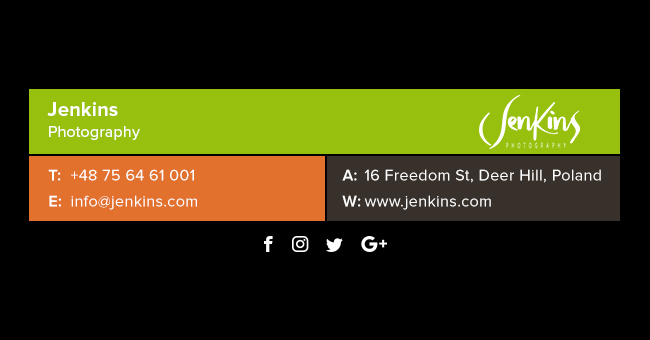 Jenkins
Photography
Jenkins
PHOTOGRAPHY
T: +48 75 64 61 001
E: info@jenkins.com
A: 16 Freedom St, Deer Hill, Poland
W: www.jenkins.com
f
G+